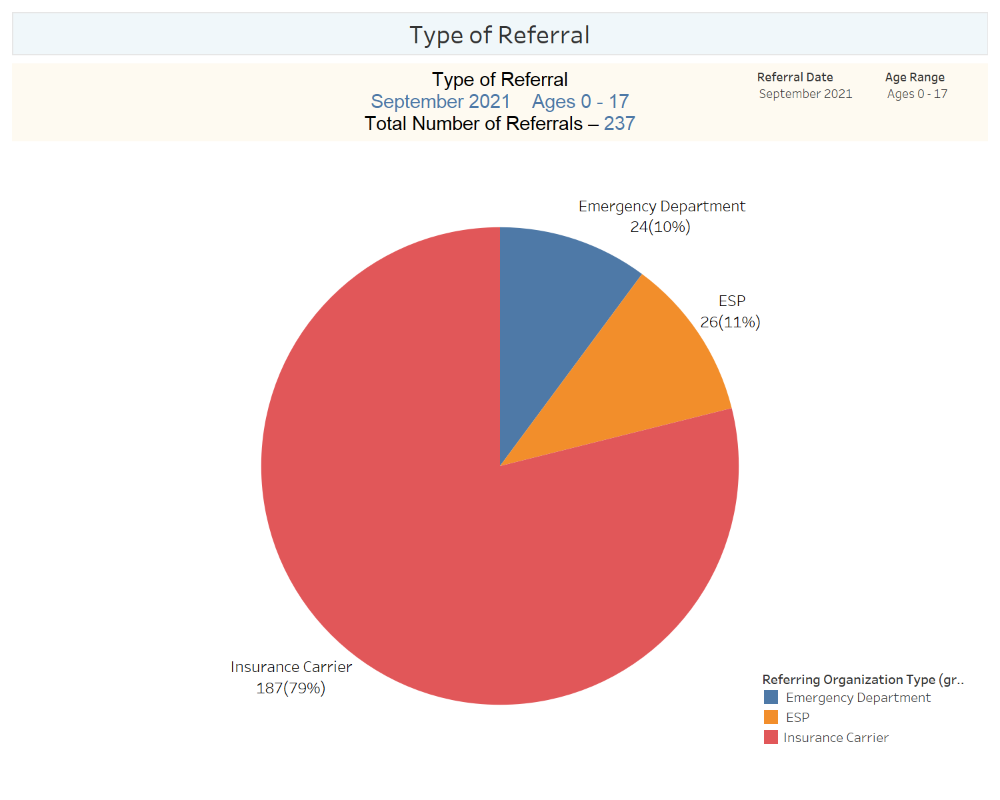 Type of Referral
Type of Referral
September 2021 Ages 0 - 17
Total Number of Referrals – 237
Referral Date
September 2021
Age Range
Ages 0 - 17
Emergency Department
24(10%)
ESP
26(11%)
Insurance Carrier
187(79%)
Referring Organization Type (gr..
Emergency Department
ESP
Insurance Carrier